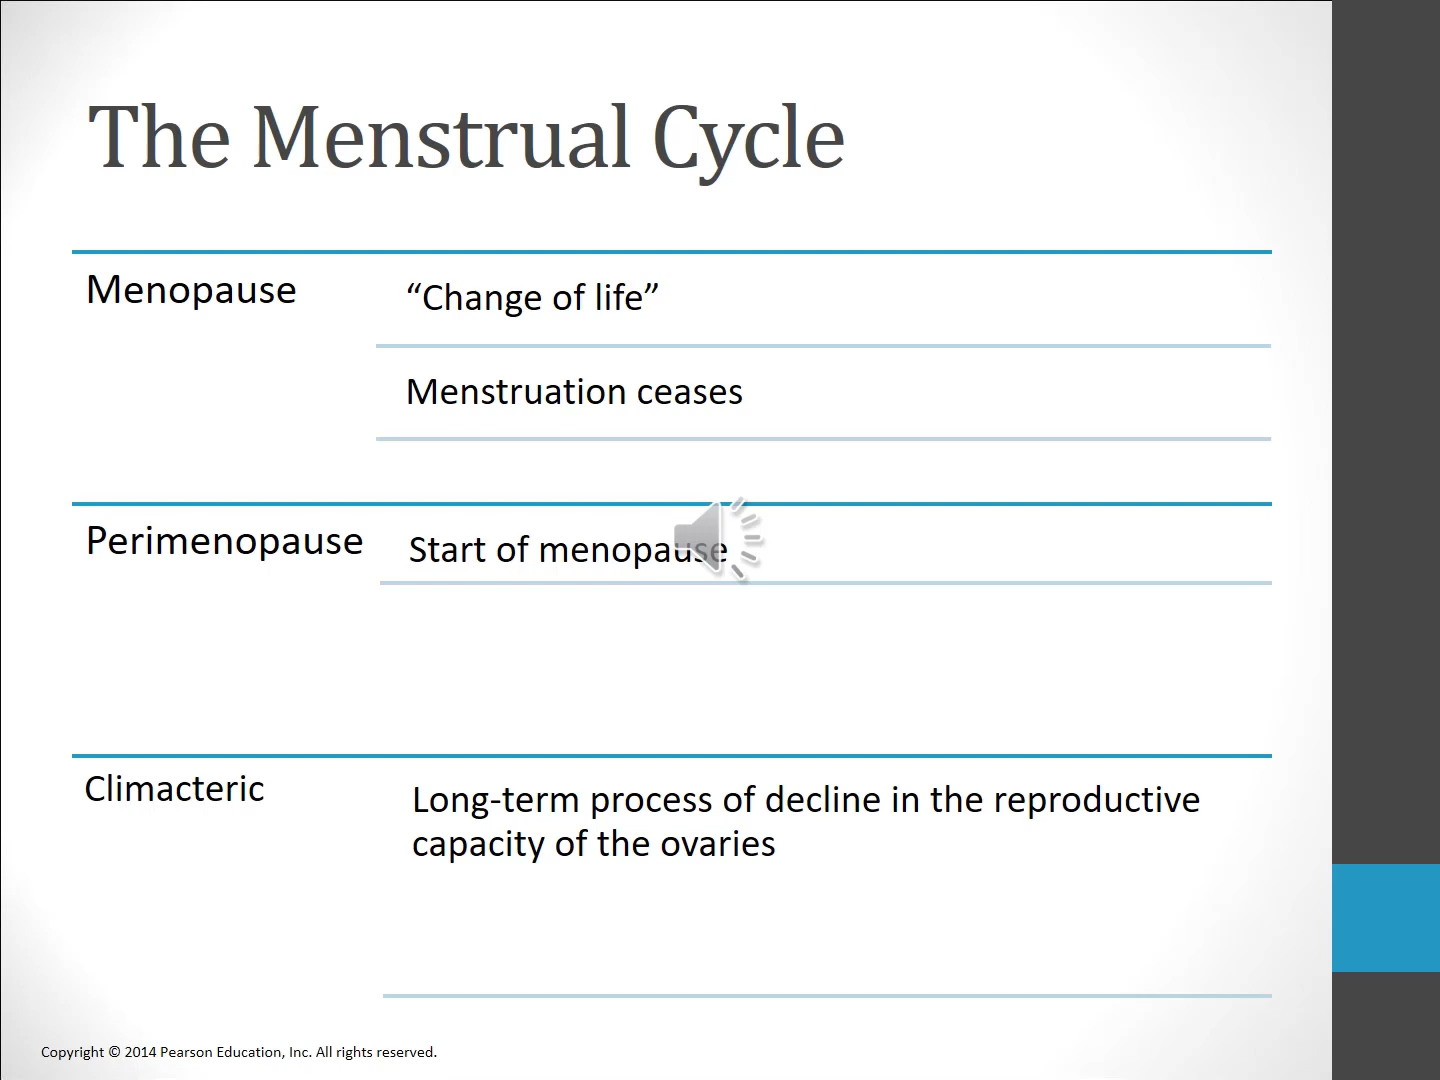 The Menstrual Cycle
Menopause
“Change of life”
Menstruation ceases
Perimenopause
Start of menopause
Climacteric
Long-term process of decline in the reproductive
capacity of the ovaries
Copyright © 2014 Pearson Education, Inc. All rights reserved.